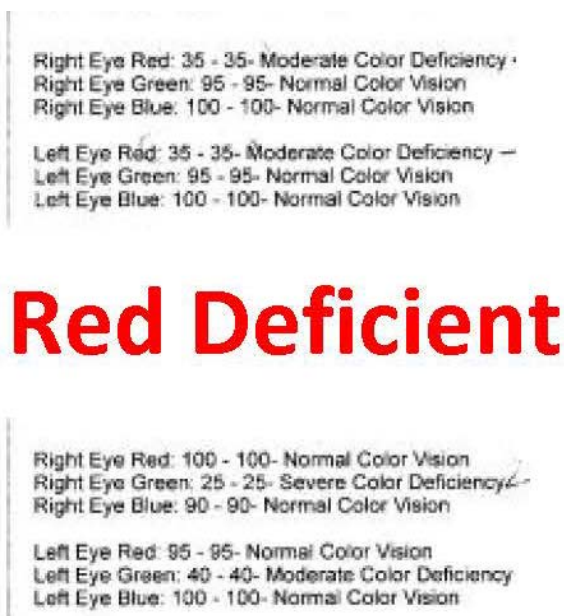 Right Eye Red: 35 - 35- Moderate Color Deficiency
Right Eye Green: 95 - 95- Normal Color Vision
Right Eye Blue: 100 - 100- Normal Color Vision
Left Eye Red: 35 - 35- Moderate Color Deficiency
Left Eye Green: 95 - 95- Normal Color Vision
Left Eye Blue: 100 - 100- Normal Color Vision
Red Deficient
Right Eye Red: 100 - 100- Normal Color Vision
Right Eye Green: 25 - 25- Severe Color Deficiency
Right Eye Blue: 90 - 90- Normal Color Vision
Left Eye Red: 95 - 95- Normal Color Vision
Left Eye Green: 40 - 40- Moderate Color Deficiency
Left Eye Blue: 100 - 100- Normal Color Vision